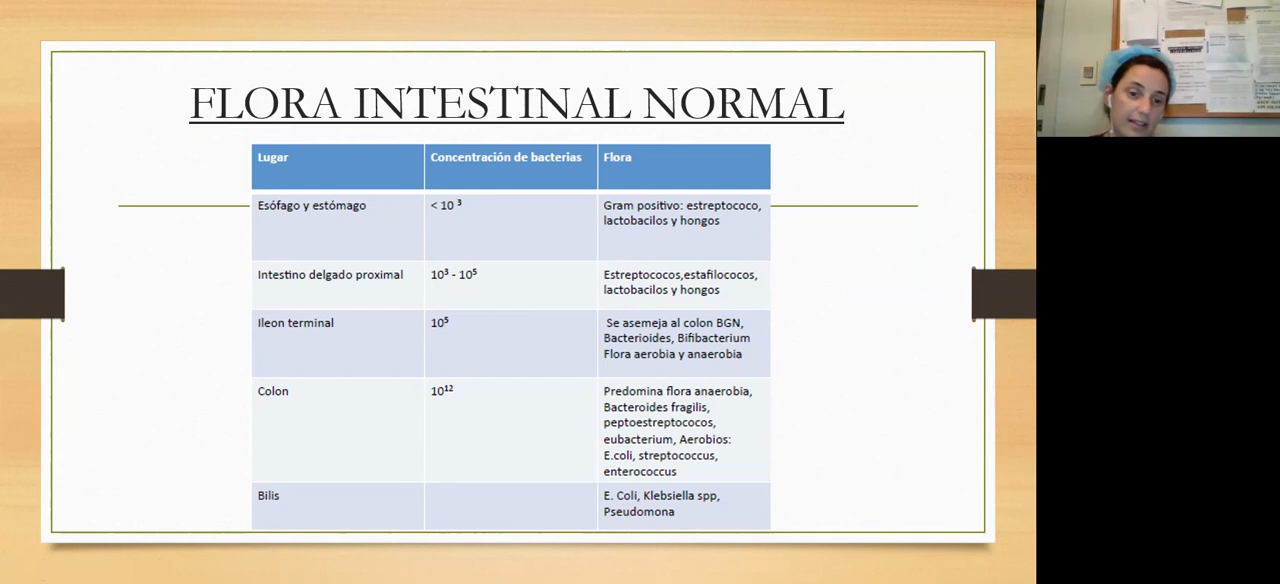 FLORA INTESTINAL NORMAL
Lugar
Concentración de bacterias
Flora
Esófago y estómago
< 10 ³
Gram positivo: estreptococo,
lactobacilos y hongos
Intestino delgado proximal
10³ - 10⁵
Estreptococos,estafilococos,
lactobacilos y hongos
Ileon terminal
10⁵
Se asemeja al colon BGN,
Bacterioides, Bifibacterium
Flora aerobia y anaerobia
Colon
10¹²
Predomina flora anaerobia,
Bacteroides fragilis,
peptoestreptococos,
eubacterium, Aerobios:
E.coli, streptococcus,
enterococcus
Bilis
E. Coli, Klebsiella spp,
Pseudomona